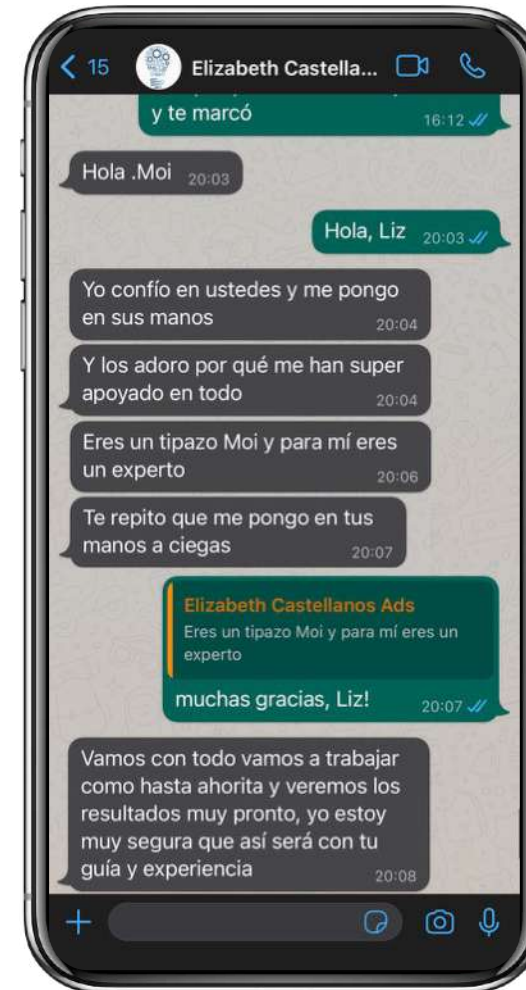 15
Elizabeth Castella...
y te marcó
16:12
Hola .Moi
20:03
Hola, Liz
20:03
Yo confío en ustedes y me pongo
en sus manos
20:04
Y los adoro por qué me han super
apoyado en todo
20:04
Eres un tipazo Moi y para mí eres
un experto
20:06
Te repito que me pongo en tus
manos a ciegas
20:07
Elizabeth Castellanos Ads
Eres un tipazo Moi y para mí eres un
experto
muchas gracias, Liz!
20:07
Vamos con todo vamos a trabajar
como hasta ahorita y veremos los
resultados muy pronto, yo estoy
muy segura que así será con tu
guía y experiencia
20:08